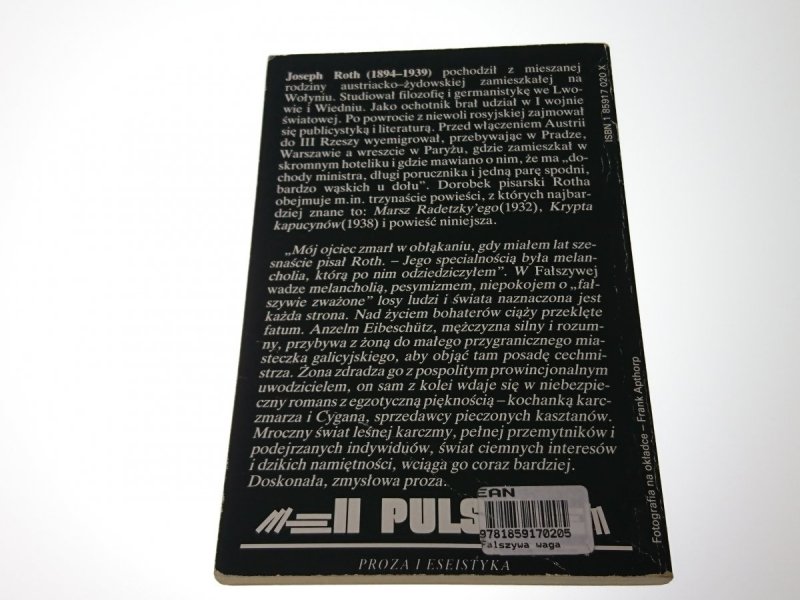 Joseph Roth (1894–1939) pochodził z mieszanej
rodziny austriacko-żydowskiej zamieszkałej na
Wołyniu. Studiował filozofię i germanistykę we Lwo-
wie i Wiedniu. Jako ochotnik brał udział w I wojnie
światowej. Po powrocie z niewoli rosyjskiej zajmował
się publicystyką i literaturą. Przed włączeniem Austrii
do III Rzeszy wyemigrował, przebywając w Pradze,
Warszawie a wreszcie w Paryżu, gdzie zamieszkał w
skromnym hoteliku i gdzie mawiano o nim, że ma „do-
chody ministra, długi porucznika i jedną parę spodni,
bardzo wąskich u dołu”. Dorobek pisarski Rotha
obejmuje m.in. trzynaście powieści, z których najbar-
dziej znane to: Marsz Radetzky'ego(1932), Krypta
kapucynów(1938) i powieść niniejsza.
„Mój ojciec zmarł w obłąkaniu, gdy miałem lat sze-
snaście pisał Roth. – Jego specjalnością była melan-
cholia, którą po nim odziedziczyłem”. W Fałszywej
wadze melancholią, pesymizmem, niepokojem o „fał-
szywie zważone” losy ludzi i świata naznaczona jest
każda strona. Nad życiem bohaterów ciąży przeklęte
fatum. Anzelm Eibeschütz, mężczyzna silny i rozum-
ny, przybywa z żoną do małego przygranicznego mia-
steczka galicyjskiego, aby objąć tam posadę cechmi-
strza. Żona zdradza go z pospolitym prowincjonalnym
uwodzicielem, on sam z kolei wdaje się w niebezpie-
czny romans z egzotyczną pięknością – kochanką karc-
zmarza i Cygana, sprzedawcy pieczonych kasztanów.
Mroczny świat leśnej karczmy, pełnej przemytników i
podejrzanych indywiduów, świat ciemnych interesów
i dzikich namiętności, wciąga go coraz bardziej.
Doskonała, zmysłowa proza.
PULS
EAN
9781859170205
Falszywa waga
PROZA I ESEISTYKA
ISBN 1 85917 020 X
Fotografia na okładce – Frank Apthorp